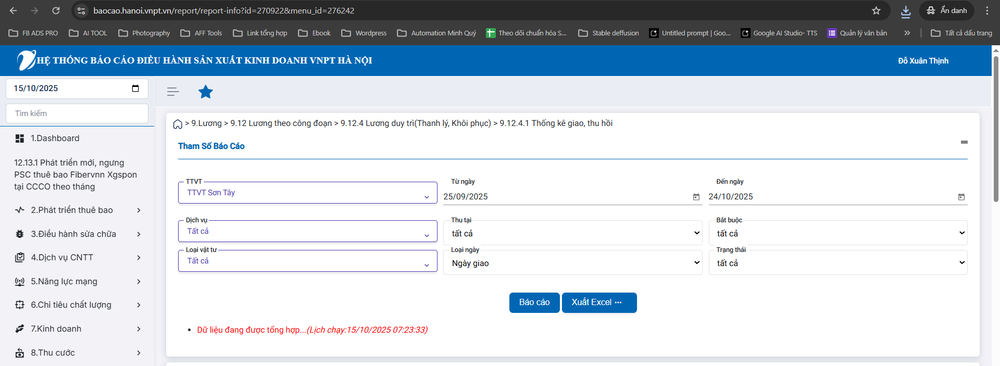 baocao.hanoi.vnpt.vn/report/report-info?id=270922&menu_id=276242
Ẩn danh
FB ADS PRO
AI TOOL
Photography
AFF Tools
Link tổng hợp
Ebook
Wordpress
Automation Minh Quý
Theo dõi chuẩn hóa S...
Stable deffusion
Untitled prompt | Goo...
Google AI Studio- TTS
Quản lý văn bản
»
Tất cả dấu trang
HỆ THỐNG BÁO CÁO ĐIỀU HÀNH SẢN XUẤT KINH DOANH VNPT HÀ NỘI
Đỗ Xuân Thịnh
15/10/2025
Tìm kiếm
1.Dashboard
12.13.1 Phát triển mới, ngưng
PSC thuê bao Fibervnn Xgspon
tại CCCO theo tháng
2.Phát triển thuê bao
3.Điều hành sửa chữa
4.Dịch vụ CNTT
5.Năng lực mạng
6.Chỉ tiêu chất lượng
7.Kinh doanh
8.Thu cước
> 9.Lương > 9.12 Lương theo công đoạn > 9.12.4 Lương duy trì(Thanh lý, Khôi phục) > 9.12.4.1 Thống kê giao, thu hồi
Tham Số Báo Cáo
TTVT
TTVT Sơn Tây
Từ ngày
25/09/2025
Đến ngày
24/10/2025
Dịch vụ
Tất cả
Thu tại
tất cả
Bắt buộc
tất cả
Loại vật tư
Tất cả
Loại ngày
Ngày giao
Trạng thái
tất cả
Báo cáo
Xuất Excel ···
• Dữ liệu đang được tổng hợp...(Lịch chạy:15/10/2025 07:23:33)